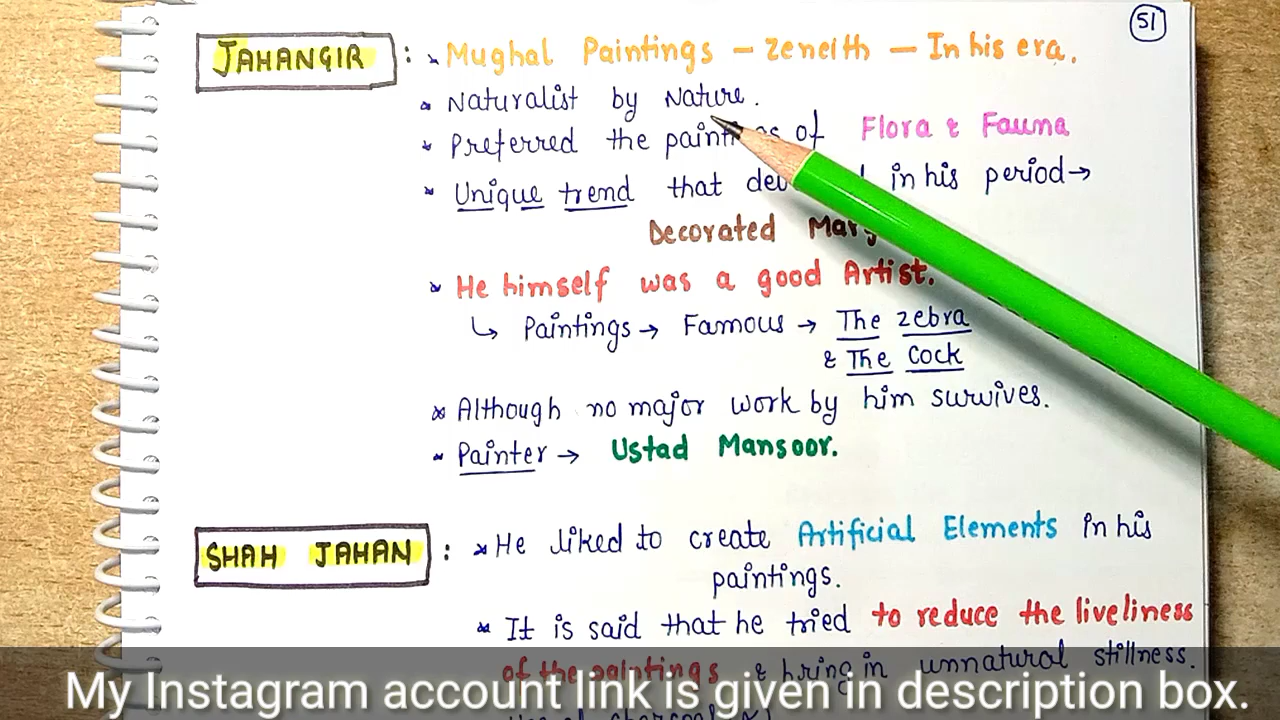 51
JAHANGIR : Mughal Paintings – Zeneith – In his era.
Naturalist by Nature.
Preferred the of Flora & Fauna
Unique trend that in his period→
Decorated
He himself was a good Artist.
↳ Paintings → Famous → The zebra
& The Cock
Although no major work by him survives.
Painter → Ustad Mansoor.
SHAH JAHAN : He liked to create Artificial Elements in his
paintings.
It is said that he tried to reduce the liveliness
of the paintings & bring in unnatural stillness.
My Instagram account link is given in description box.